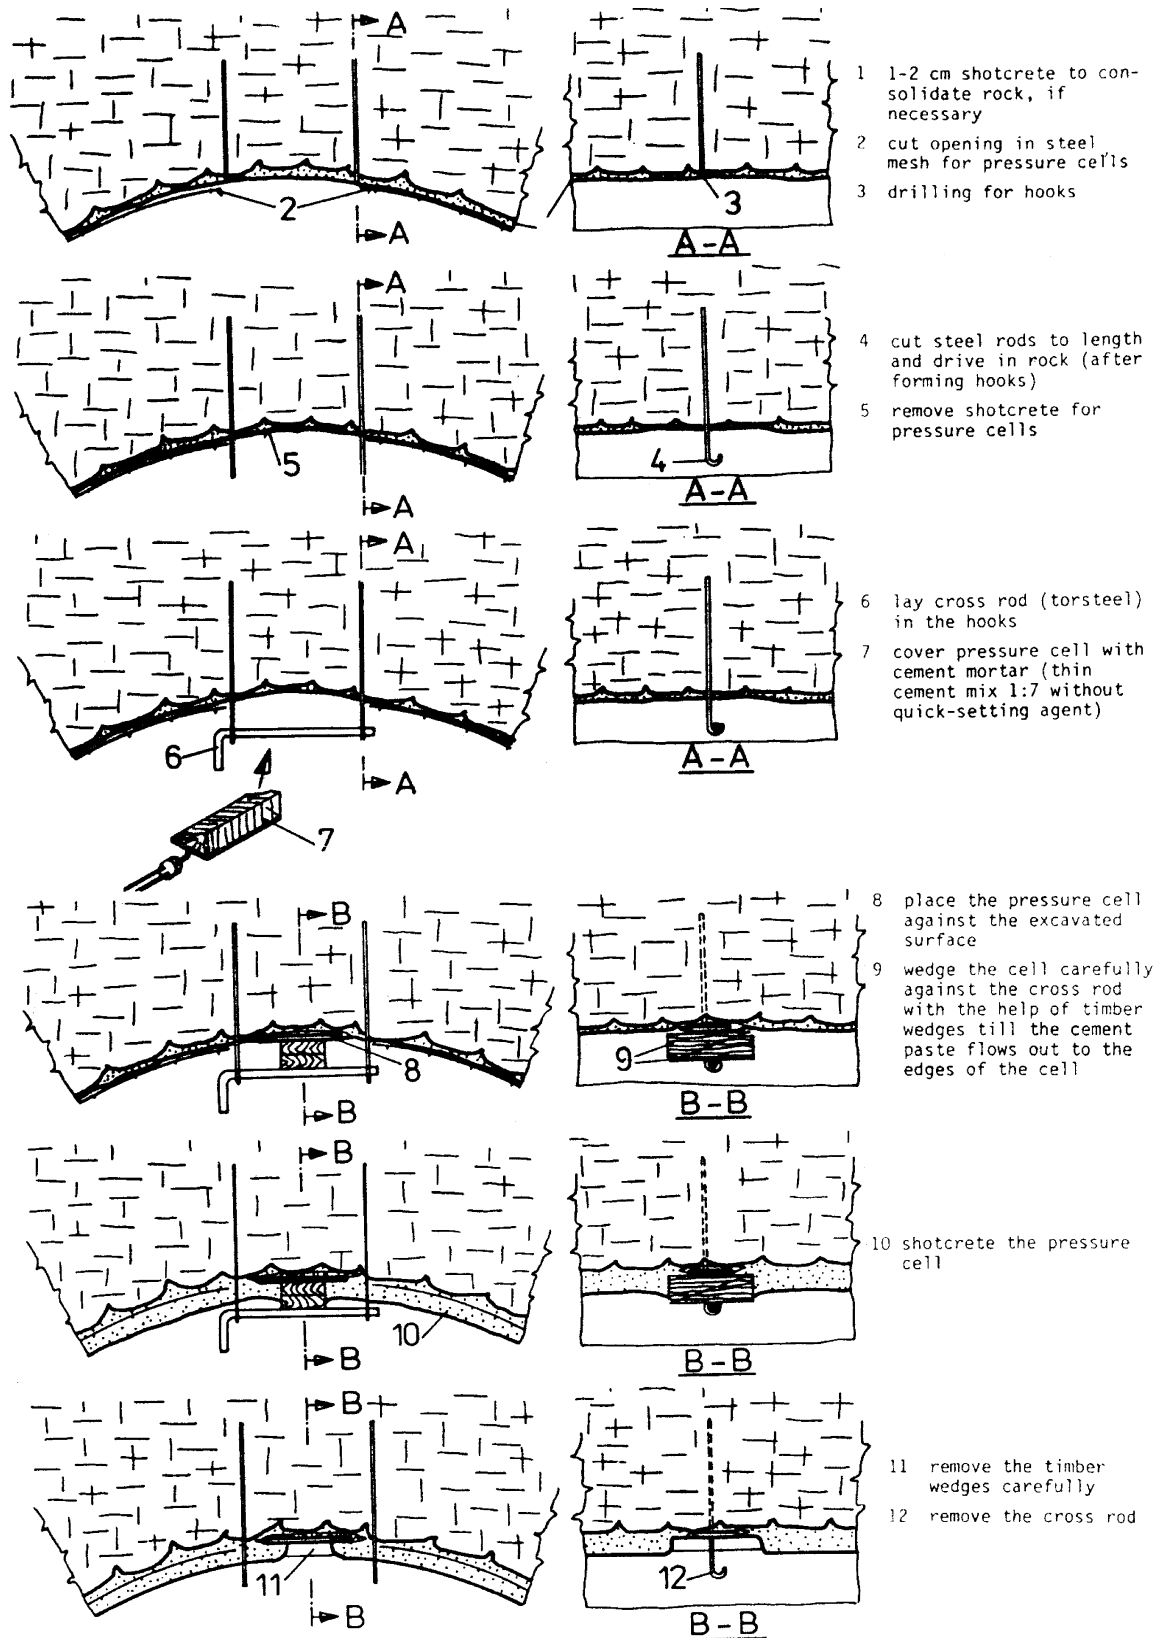 A
1 1-2 cm shotcrete to con-
solidate rock, if
necessary
2 cut opening in steel
mesh for pressure cells
3 drilling for hooks
2
3
A
A-A
A
4 cut steel rods to length
and drive in rock (after
forming hooks)
5 remove shotcrete for
pressure cells
5
4
A
A-A
A
6 lay cross rod (torsteel)
in the hooks
7 cover pressure cell with
cement mortar (thin
cement mix 1:7 without
quick-setting agent)
6
A
A-A
7
B
8 place the pressure cell
against the excavated
surface
9 wedge the cell carefully
against the cross rod
with the help of timber
wedges till the cement
paste flows out to the
edges of the cell
8
9
B
B-B
B
10 shotcrete the pressure
cell
10
B
B-B
B
11 remove the timber
wedges carefully
12 remove the cross rod
11
12
B
B-B